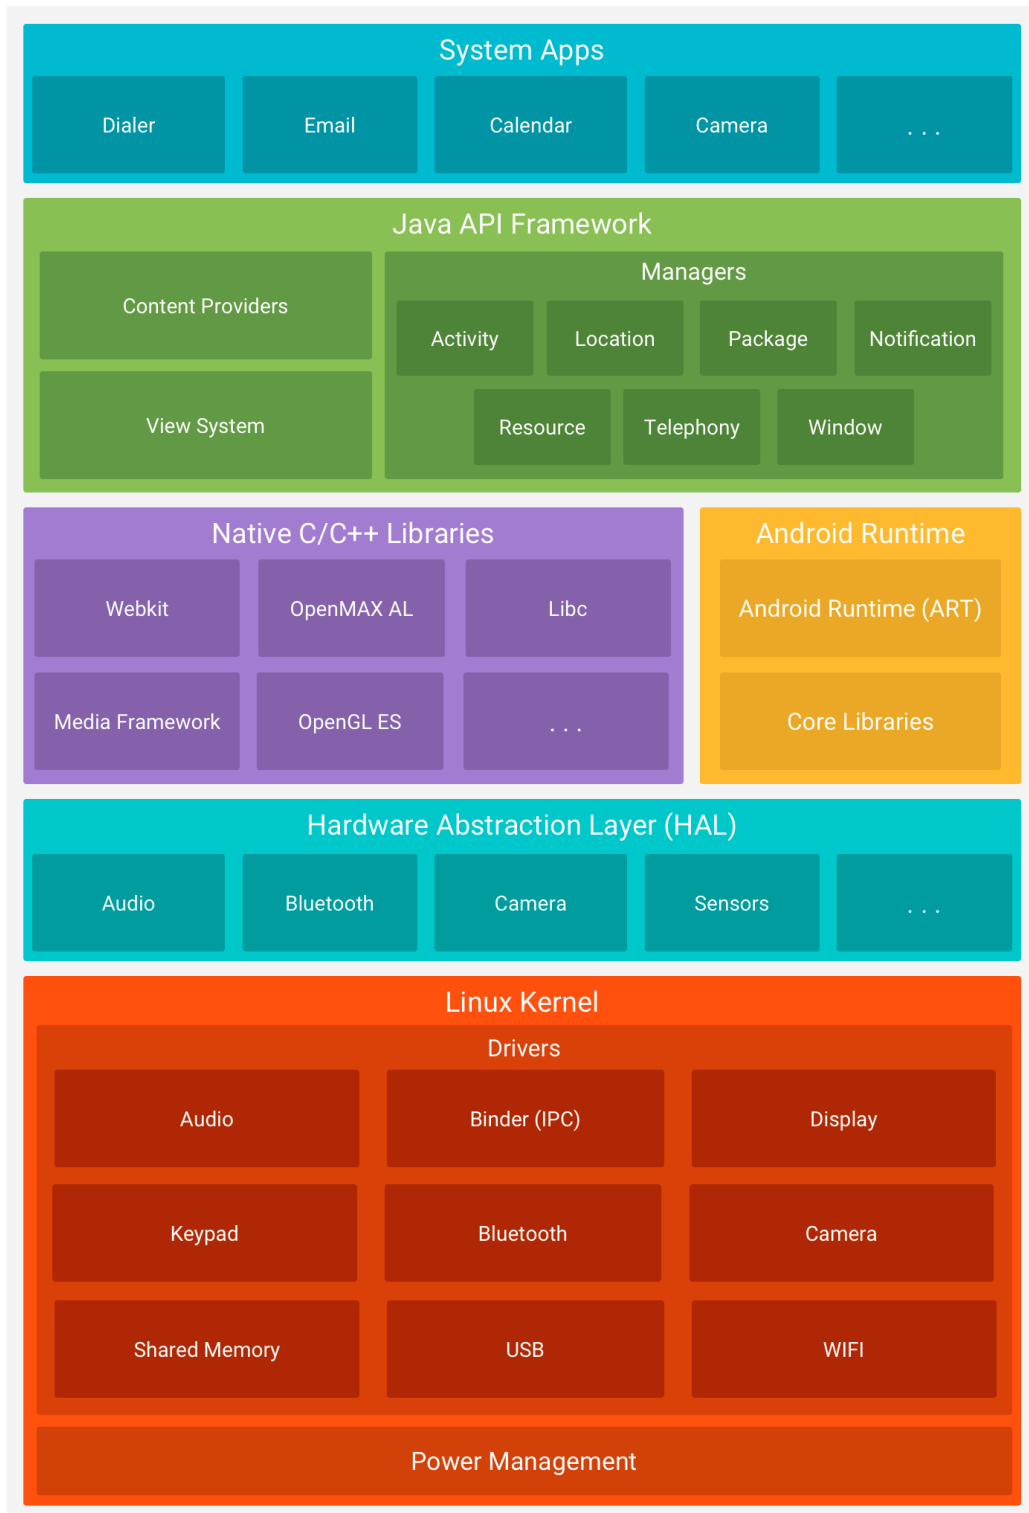 System Apps
Dialer
Email
Calendar
Camera
. . .
Java API Framework
Content Providers
View System
Managers
Activity
Location
Package
Notification
Resource
Telephony
Window
Native C/C++ Libraries
Webkit
OpenMAX AL
Libc
Media Framework
OpenGL ES
. . .
Android Runtime
Android Runtime (ART)
Core Libraries
Hardware Abstraction Layer (HAL)
Audio
Bluetooth
Camera
Sensors
. . .
Linux Kernel
Drivers
Audio
Binder (IPC)
Display
Keypad
Bluetooth
Camera
Shared Memory
USB
WIFI
Power Management